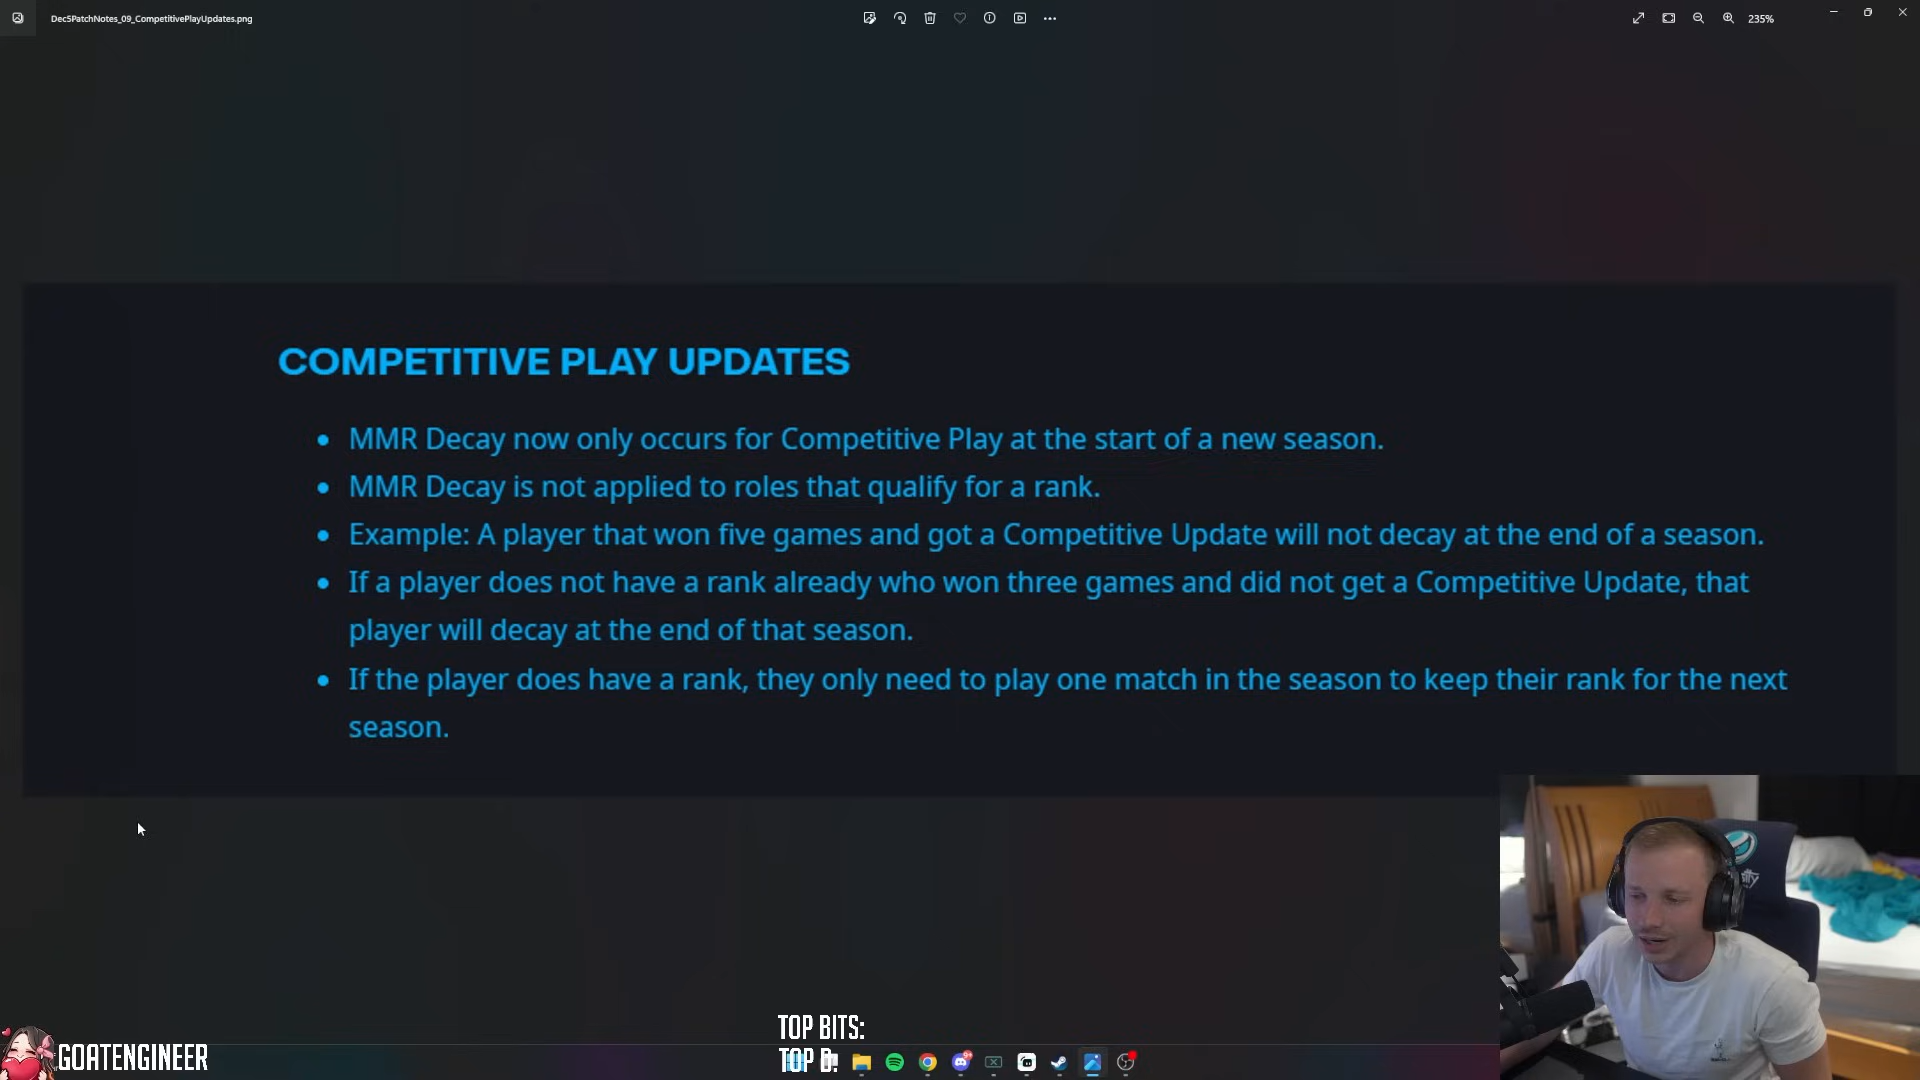 DecSPatchNotes_09_CompetitivePlayUpdates.png
235%
COMPETITIVE PLAY UPDATES
MMR Decay now only occurs for Competitive Play at the start of a new season.
MMR Decay is not applied to roles that qualify for a rank.
Example: A player that won five games and got a Competitive Update will not decay at the end of a season.
If a player does not have a rank already who won three games and did not get a Competitive Update, that
player will decay at the end of that season.
If the player does have a rank, they only need to play one match in the season to keep their rank for the next
season.
GOATENGINEER
TOP BITS:
TOP D: